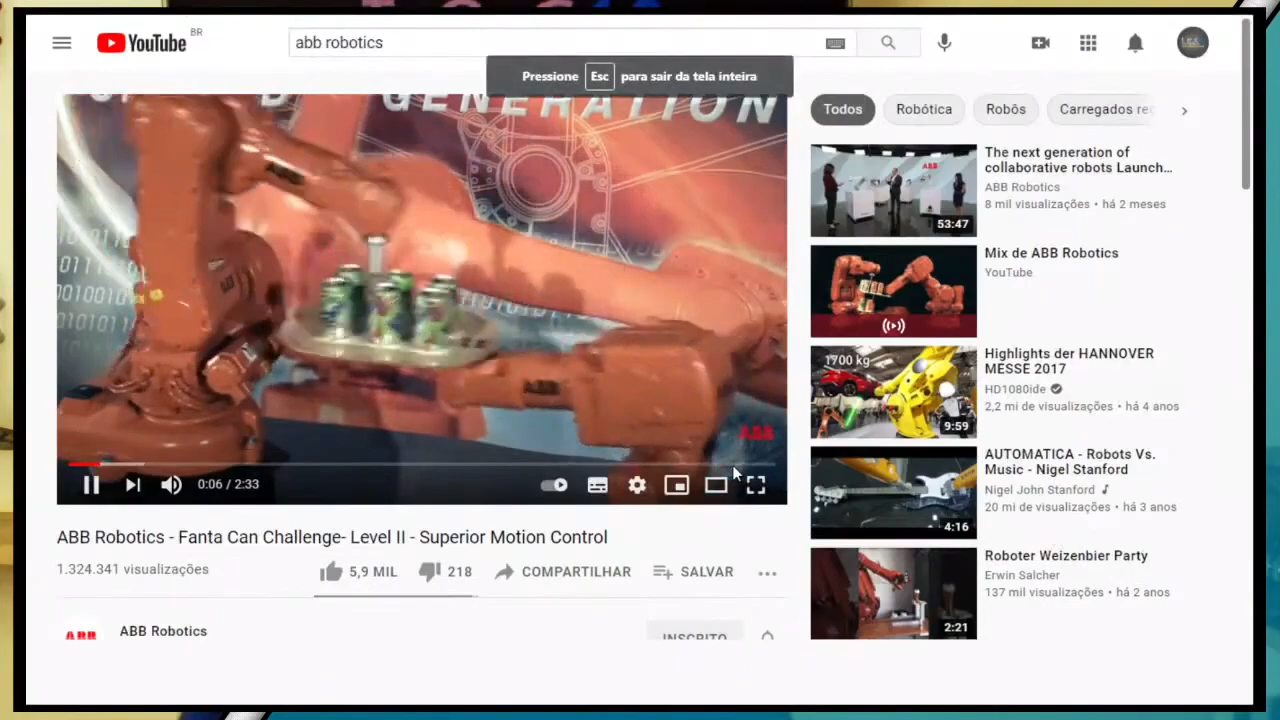 YouTube BR
abb robotics
Pressione Esc para sair da tela inteira
GENERATION
ABB
0:06 / 2:33
ABB Robotics - Fanta Can Challenge- Level II - Superior Motion Control
1.324.341 visualizações
5,9 MIL
218
COMPARTILHAR
SALVAR
ABB
ABB Robotics
INSCRITO
Todos
Robótica
Robôs
Carregados rec
ABB
53:47
The next generation of
collaborative robots Launch...
ABB Robotics
8 mil visualizações • há 2 meses
Mix de ABB Robotics
YouTube
1700 kg
9:59
Highlights der HANNOVER
MESSE 2017
HD1080ide
2,2 mi de visualizações • há 4 anos
4:16
AUTOMATICA - Robots Vs.
Music - Nigel Stanford
Nigel John Stanford
20 mi de visualizações • há 3 anos
2:21
Roboter Weizenbier Party
Erwin Salcher
137 mil visualizações • há 2 anos